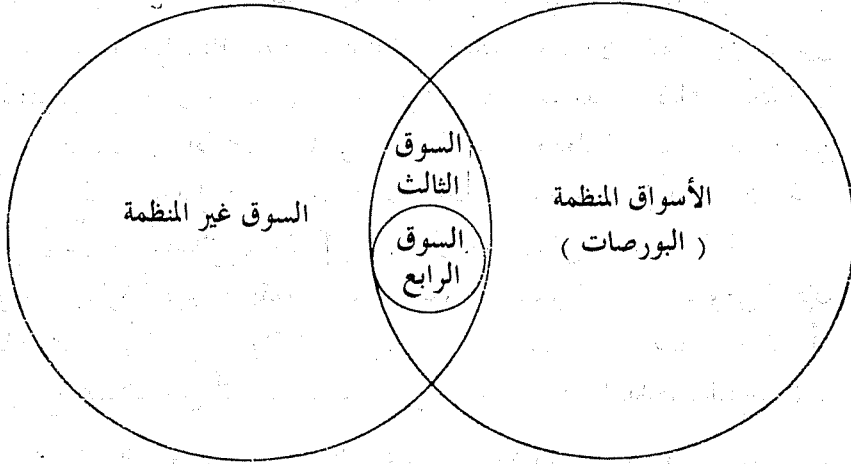 الأسواق المنظمة
( البورصات )
السوق
الثالث
السوق
الرابع
السوق غير المنظمة